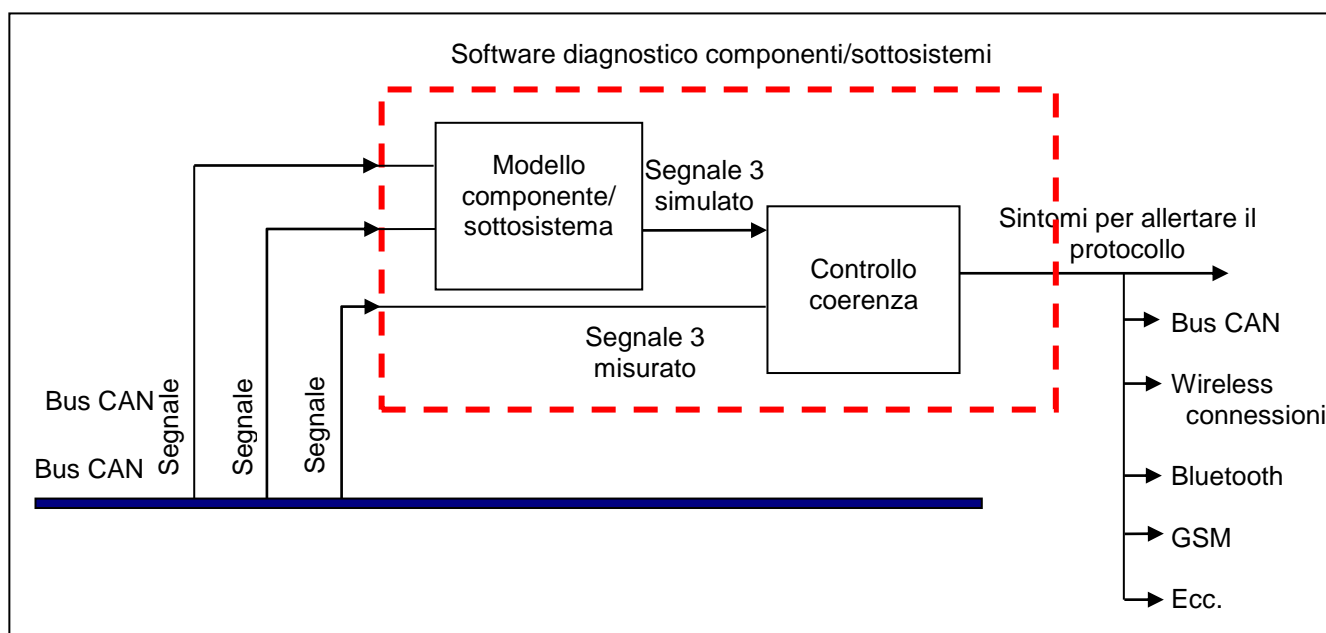 Software diagnostico componenti/sottosistemi
Modello
componente/
sottosistema
Segnale 3
simulato
Controllo
coerenza
Sintomi per allertare il
protocollo
Segnale 3
misurato
Bus CAN
Wireless
connessioni
Bluetooth
GSM
Ecc.
Bus CAN
Bus CAN
Segnale
Segnale
Segnale